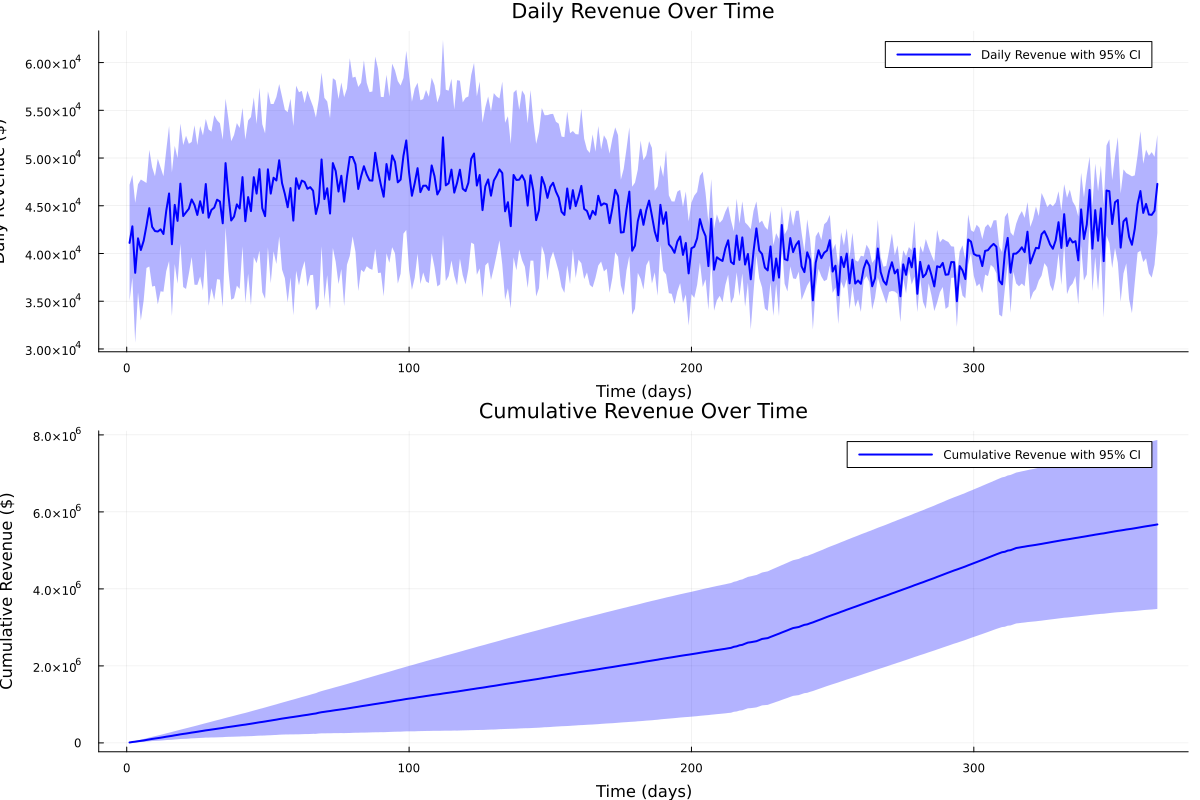 Daily Revenue Over Time
Daily Revenue with 95% CI
Daily Revenue ($)
6.00×10⁴
5.50×10⁴
5.00×10⁴
4.50×10⁴
4.00×10⁴
3.50×10⁴
3.00×10⁴
0 100 200 300
Time (days)
Cumulative Revenue Over Time
Cumulative Revenue with 95% CI
Cumulative Revenue ($)
8.0×10⁶
6.0×10⁶
4.0×10⁶
2.0×10⁶
0
0 100 200 300
Time (days)